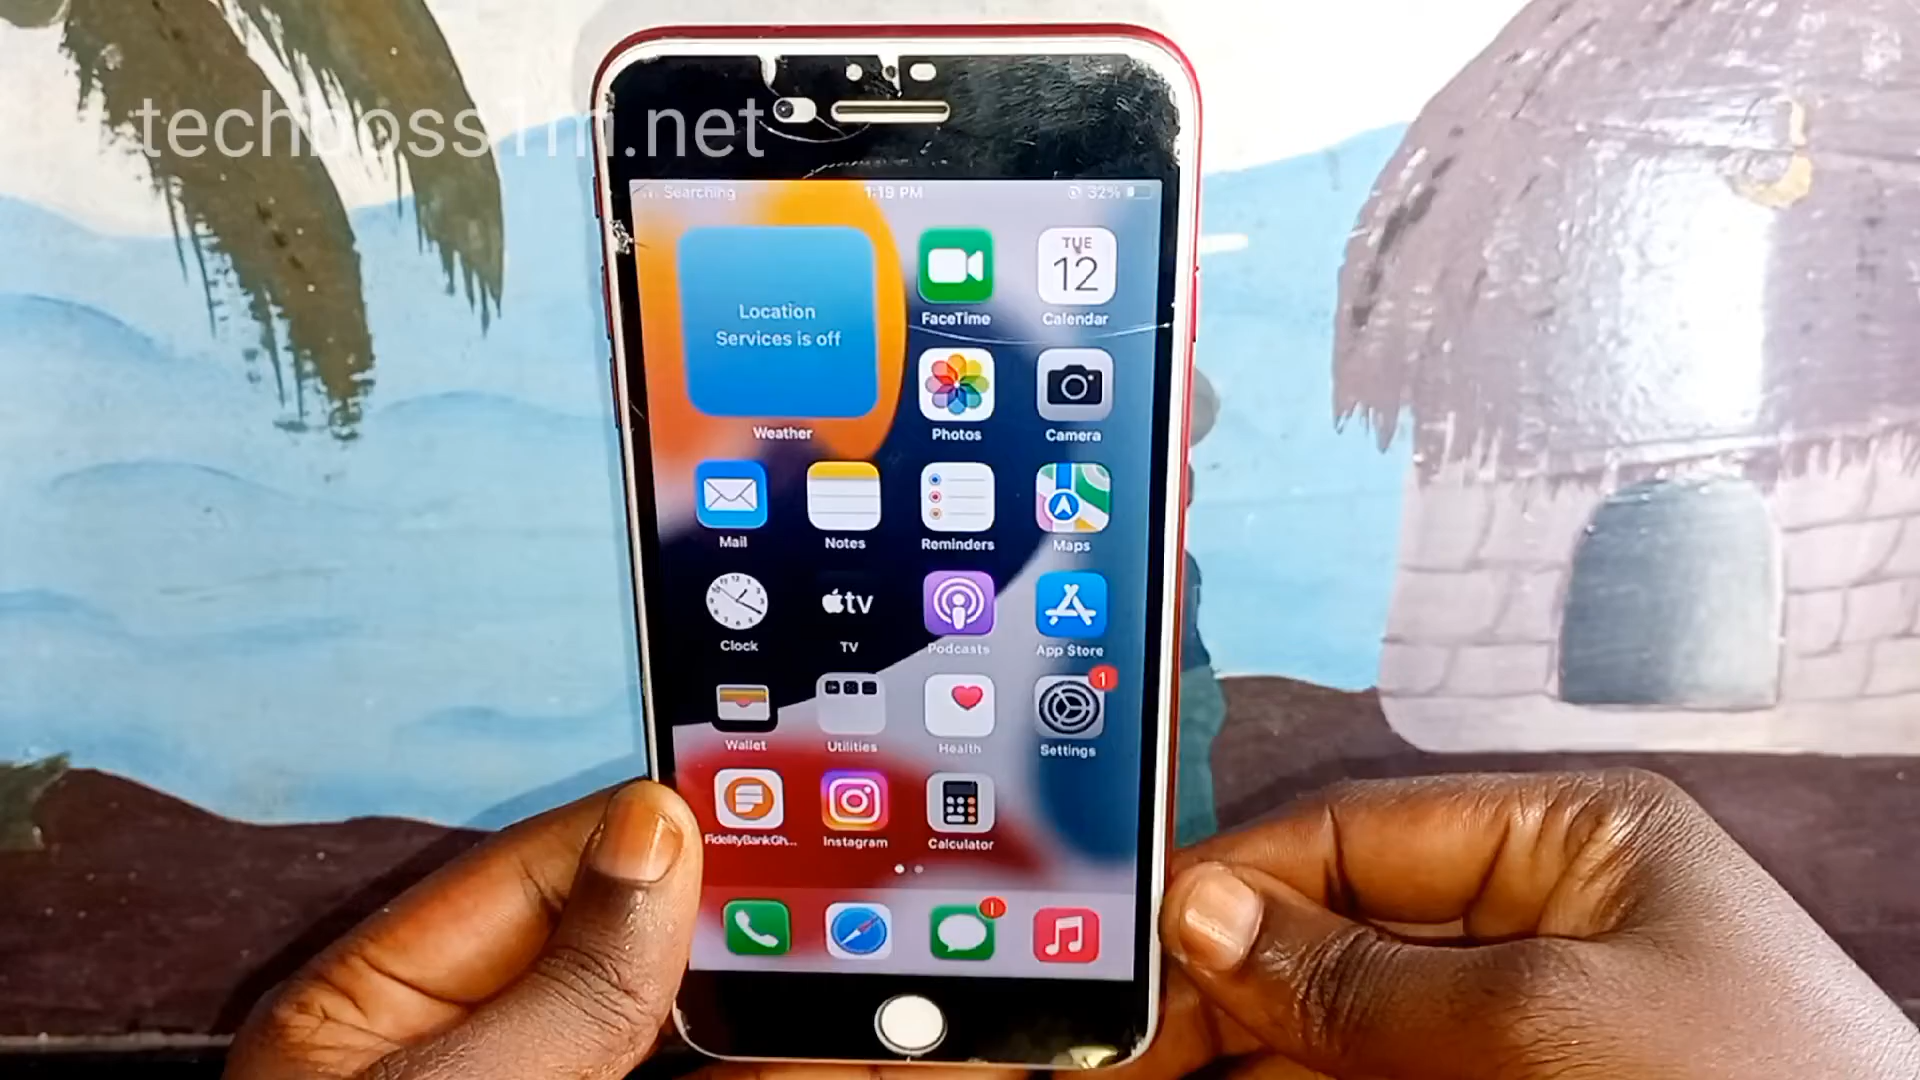 techboss1m.net
Searching 1:19 PM 32%
Location
Services is off
Weather
FaceTime
TUE
12
Calendar
Photos
Camera
Mail
Notes
Reminders
Maps
Clock
tv
TV
Podcasts
App Store
Wallet
Utilities
Health
1
Settings
FidelityBankGh...
Instagram
Calculator